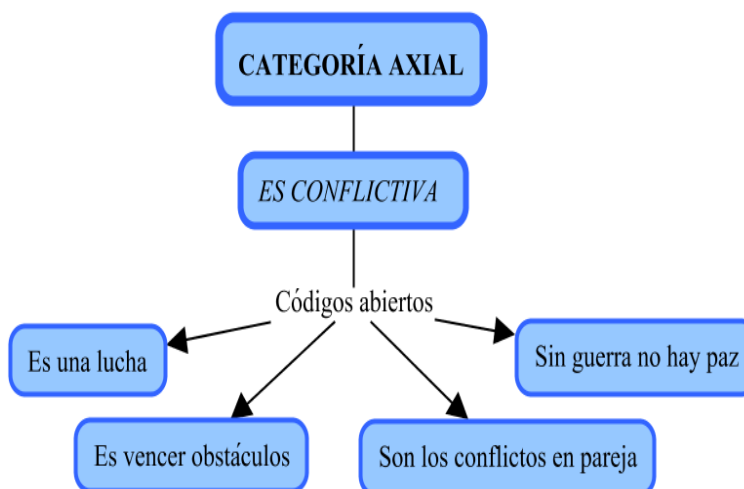 CATEGORÍA AXIAL
ES CONFLICTIVA
Códigos abiertos
Es una lucha
Sin guerra no hay paz
Es vencer obstáculos
Son los conflictos en pareja